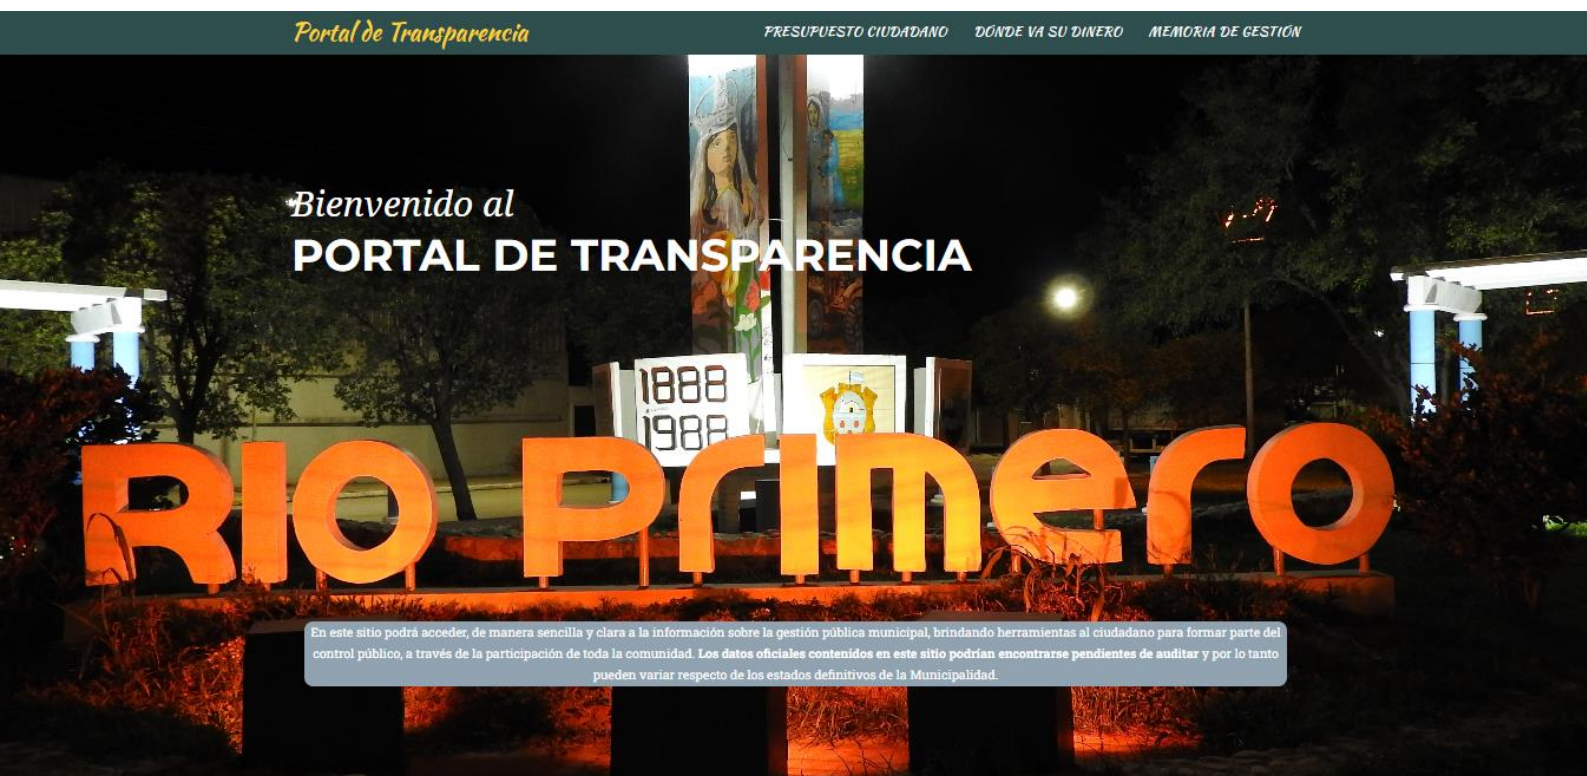 Portal de Transparencia
PRESUPUESTO CIUDADANO DÓNDE VA SU DINERO MEMORIA DE GESTIÓN
Bienvenido al
PORTAL DE TRANSPARENCIA
1888
1988
RIO Primero
En este sitio podrá acceder, de manera sencilla y clara a la información sobre la gestión pública municipal, brindando herramientas al ciudadano para formar parte del
control público, a través de la participación de toda la comunidad. Los datos oficiales contenidos en este sitio podrían encontrarse pendientes de auditar y por lo tanto
pueden variar respecto de los estados definitivos de la Municipalidad.